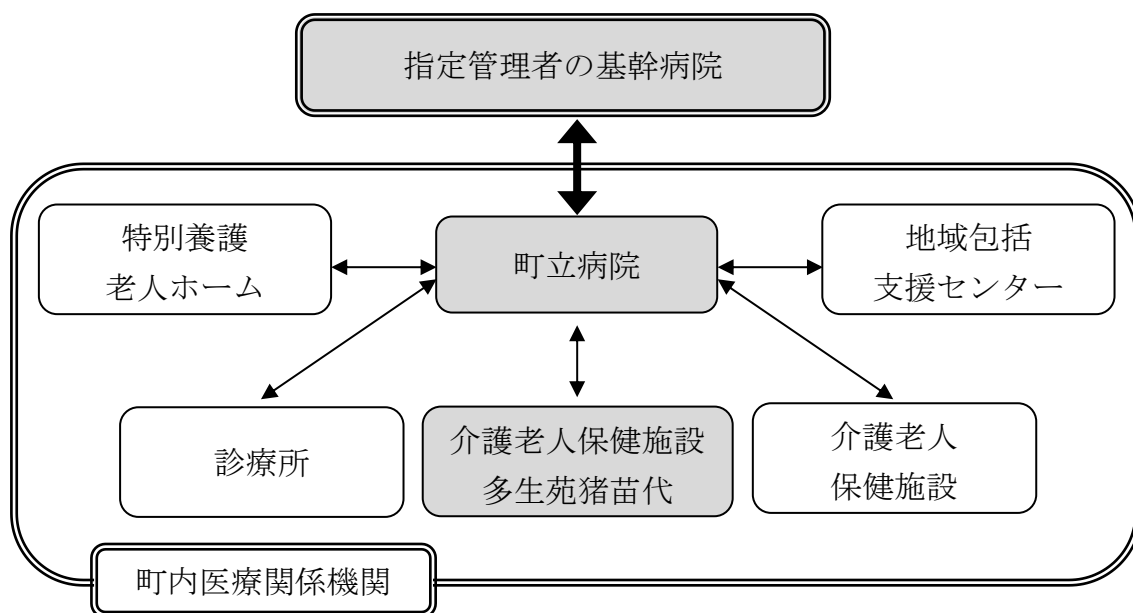 指定管理者の基幹病院
特別養護
老人ホーム
町立病院
地域包括
支援センター
診療所
介護老人保健施設
多生苑猪苗代
介護老人
保健施設
町内医療関係機関